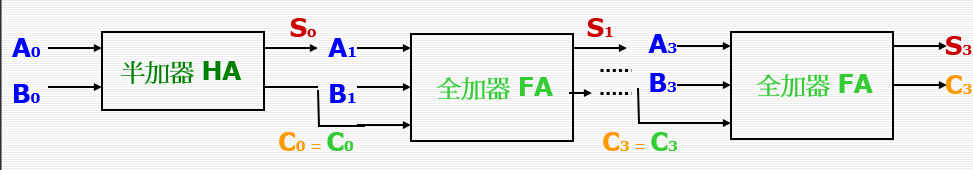 A₀ S₀ A₁ S₁ A₃ S₃
半加器 HA 全加器 FA 全加器 FA
B₀ B₁ B₃ C₃
C₀ = C₀ C₃ = C₃